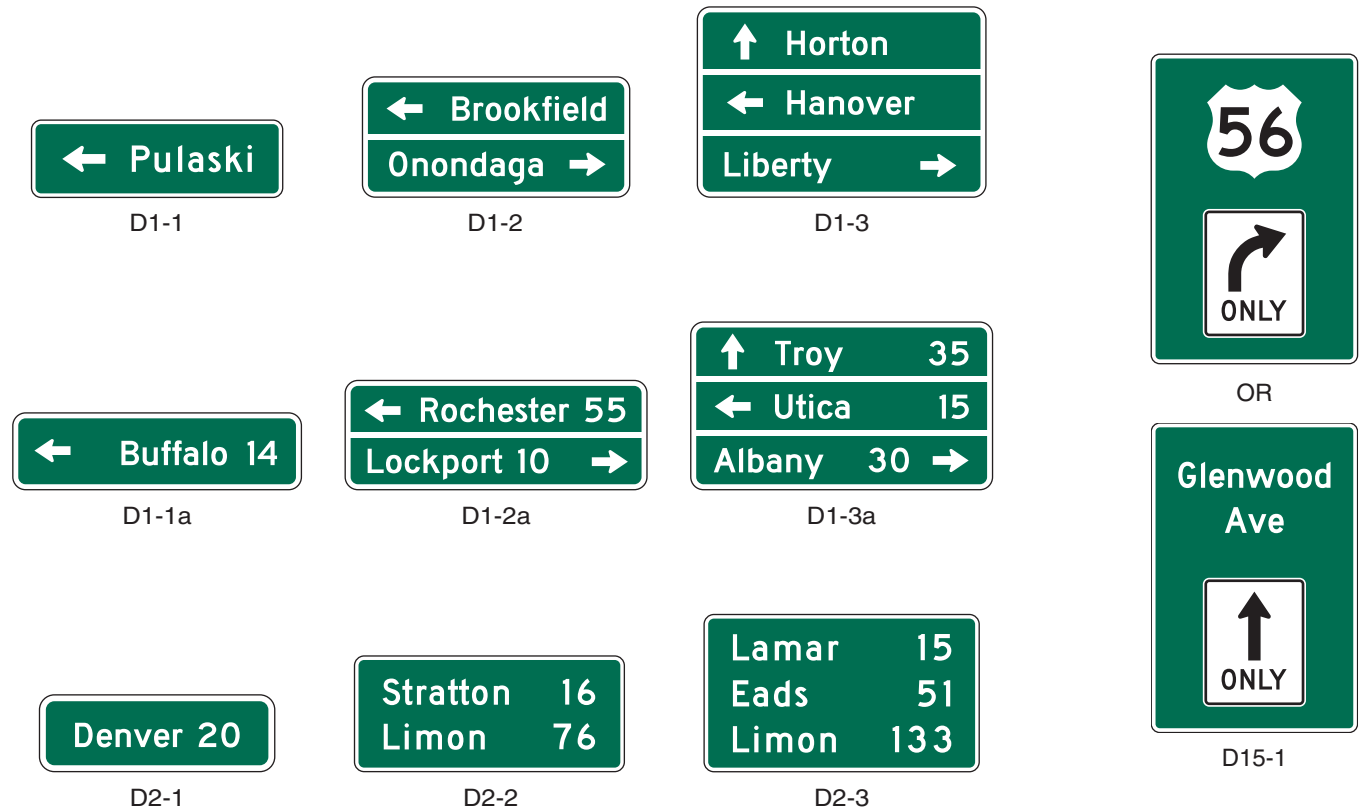 ← Pulaski
D1-1
← Brookfield
Onondaga →
D1-2
↑ Horton
← Hanover
Liberty →
D1-3
← Buffalo 14
D1-1a
← Rochester 55
Lockport 10 →
D1-2a
↑ Troy 35
← Utica 15
Albany 30 →
D1-3a
Denver 20
D2-1
Stratton 16
Limon 76
D2-2
Lamar 15
Eads 51
Limon 133
D2-3
56
ONLY
OR
Glenwood
Ave
ONLY
D15-1